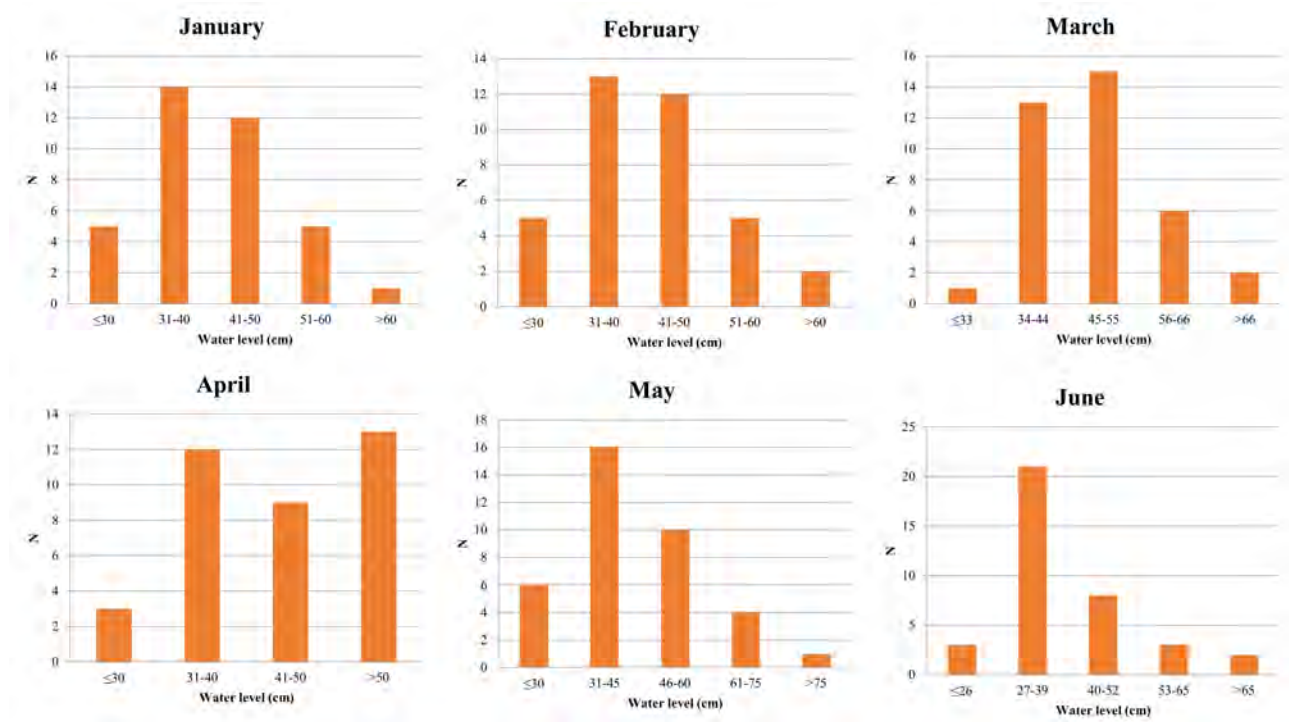 January
16
14
12
10
8
6
4
2
0
N
≤30 31-40 41-50 51-60 >60
Water level (cm)
February
14
12
10
8
6
4
2
0
N
≤30 31-40 41-50 51-60 >60
Water level (cm)
March
16
14
12
10
8
6
4
2
0
N
≤33 34-44 45-55 56-66 >66
Water level (cm)
April
14
12
10
8
6
4
2
0
N
≤30 31-40 41-50 >50
Water level (cm)
May
18
16
14
12
10
8
6
4
2
0
N
≤30 31-45 46-60 61-75 >75
Water level (cm)
June
25
20
15
10
5
0
N
≤26 27-39 40-52 53-65 >65
Water level (cm)